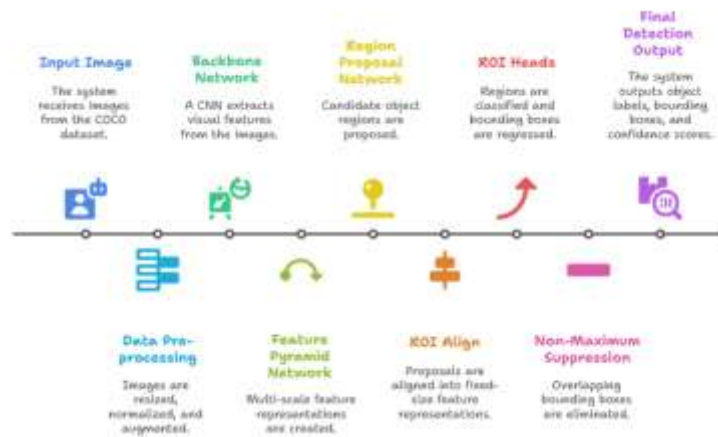 Input Image
The system
receives images
from the COCO
dataset.
Data Pre-
processing
Images are
resized,
normalized, and
augmented.
Backbone
Network
A CNN extracts
visual features
from the images.
Feature
Pyramid
Network
Multi-scale feature
representations
are created.
Region
Proposal
Network
Candidate object
regions are
proposed.
ROI Align
Proposals are
aligned into fixed-
size feature
representations.
ROI Heads
Regions are
classified and
bounding boxes
are regressed.
Non-Maximum
Suppression
Overlapping
bounding boxes
are eliminated.
Final
Detection
Output
The system
outputs object
labels, bounding
boxes, and
confidence scores.